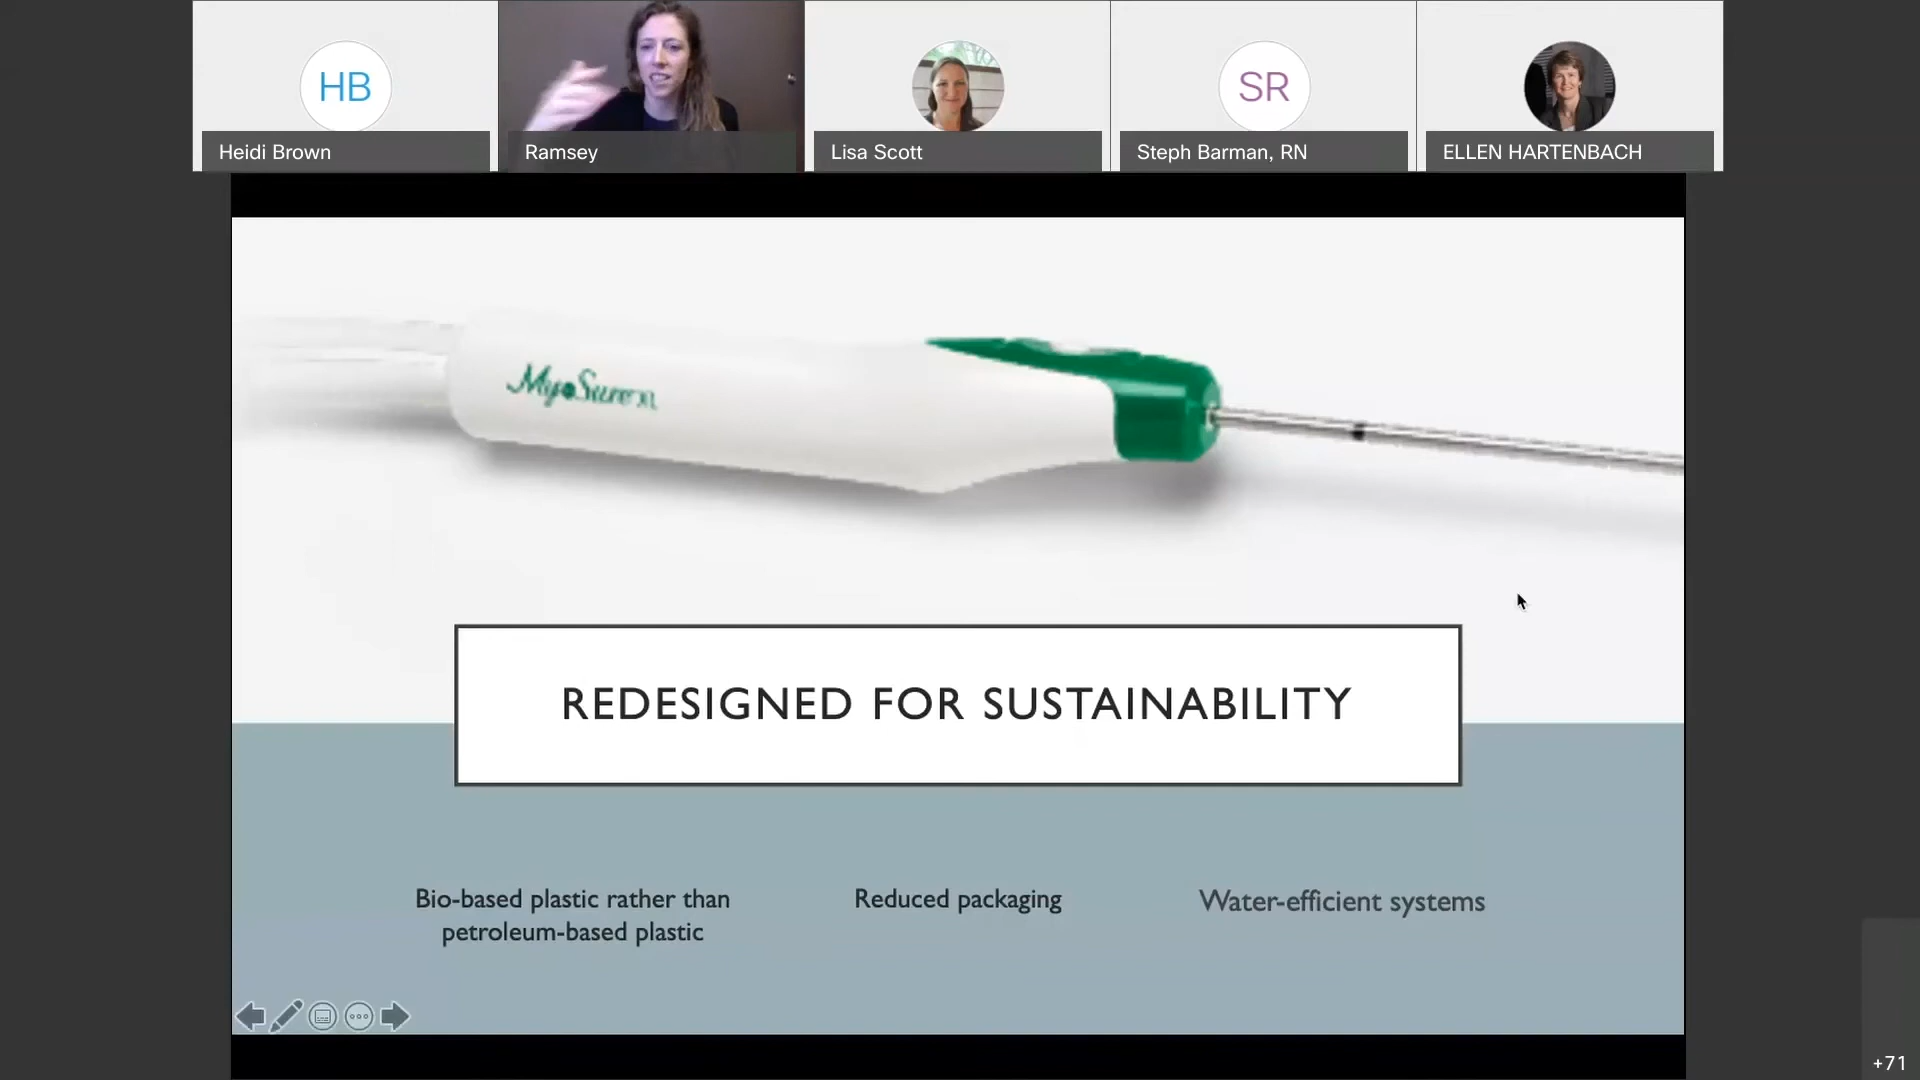 HB
SR
Heidi Brown
Ramsey
Lisa Scott
Steph Barman, RN
ELLEN HARTENBACH
MyoSure XL
REDESIGNED FOR SUSTAINABILITY
Bio-based plastic rather than
petroleum-based plastic
Reduced packaging
Water-efficient systems
+71